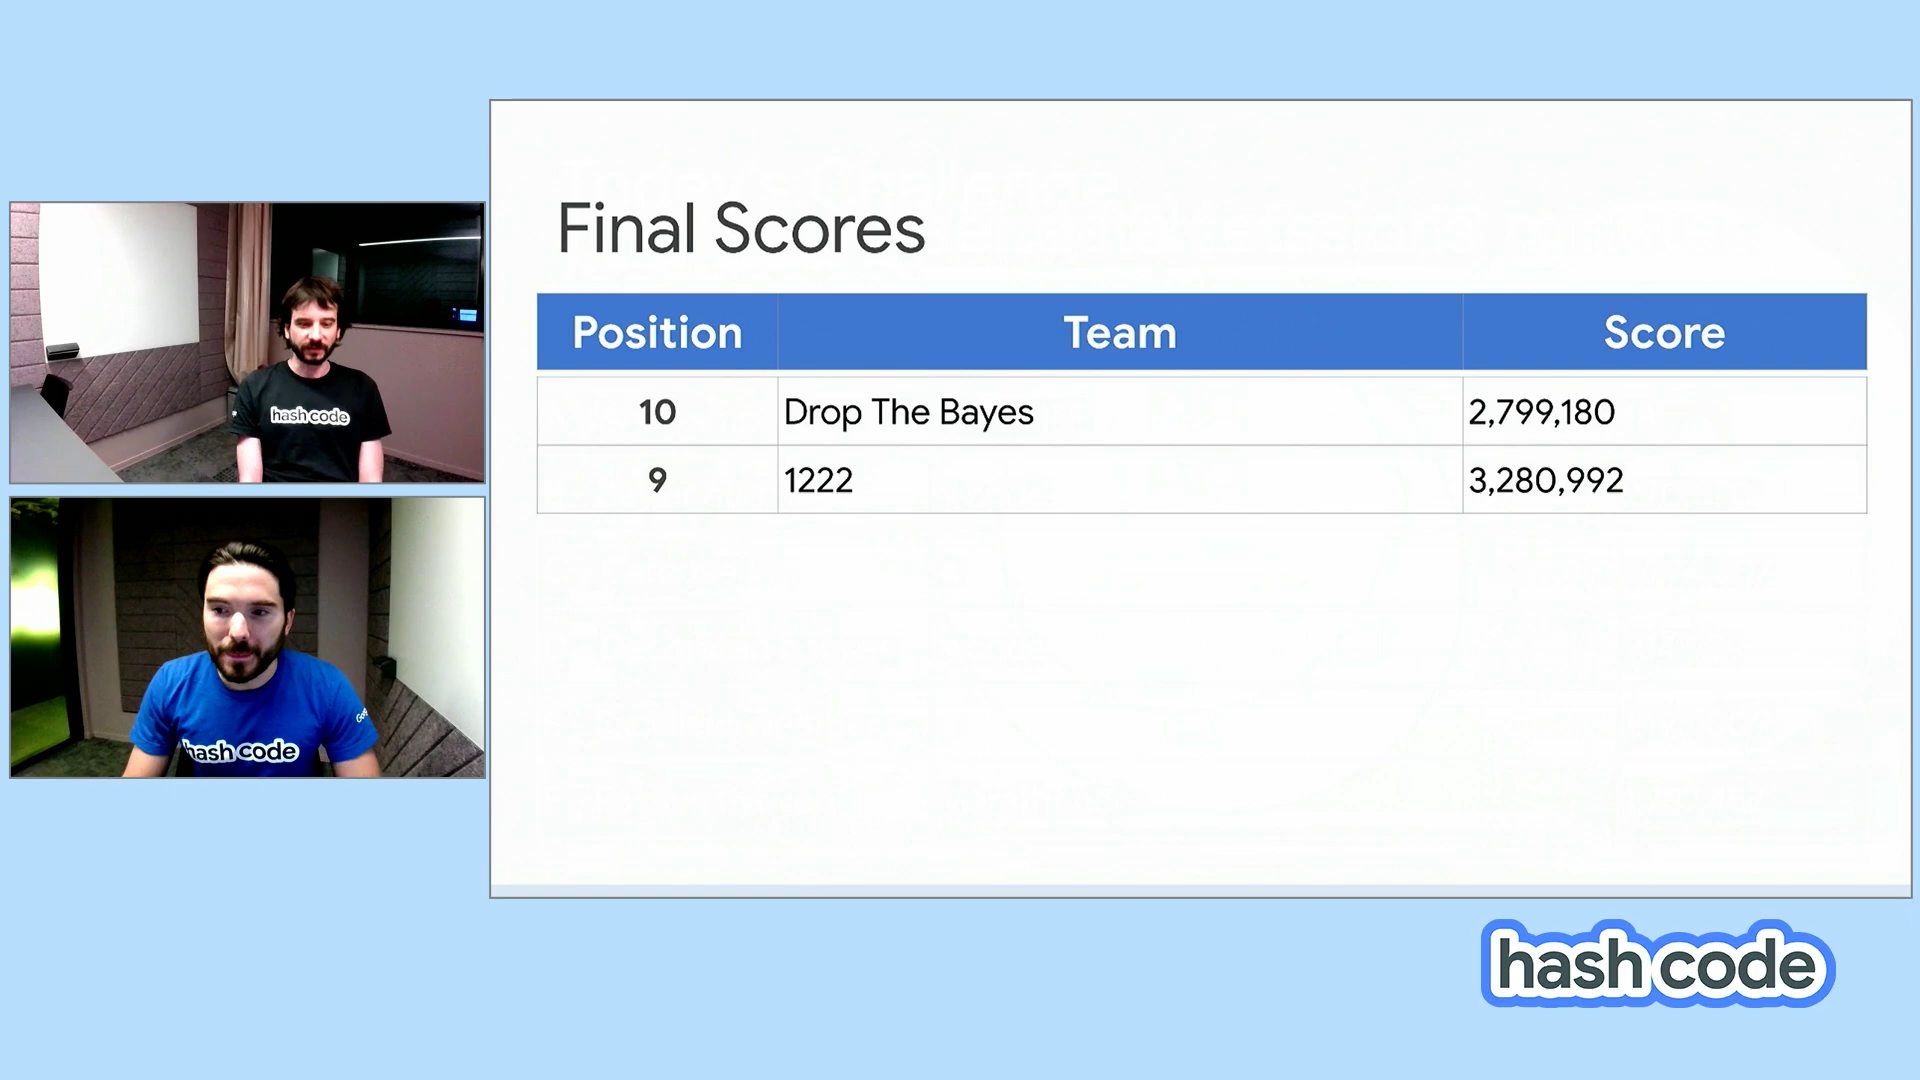 Final Scores
Position Team Score
10 Drop The Bayes 2,799,180
9 1222 3,280,992
hash code
hash code
hash code